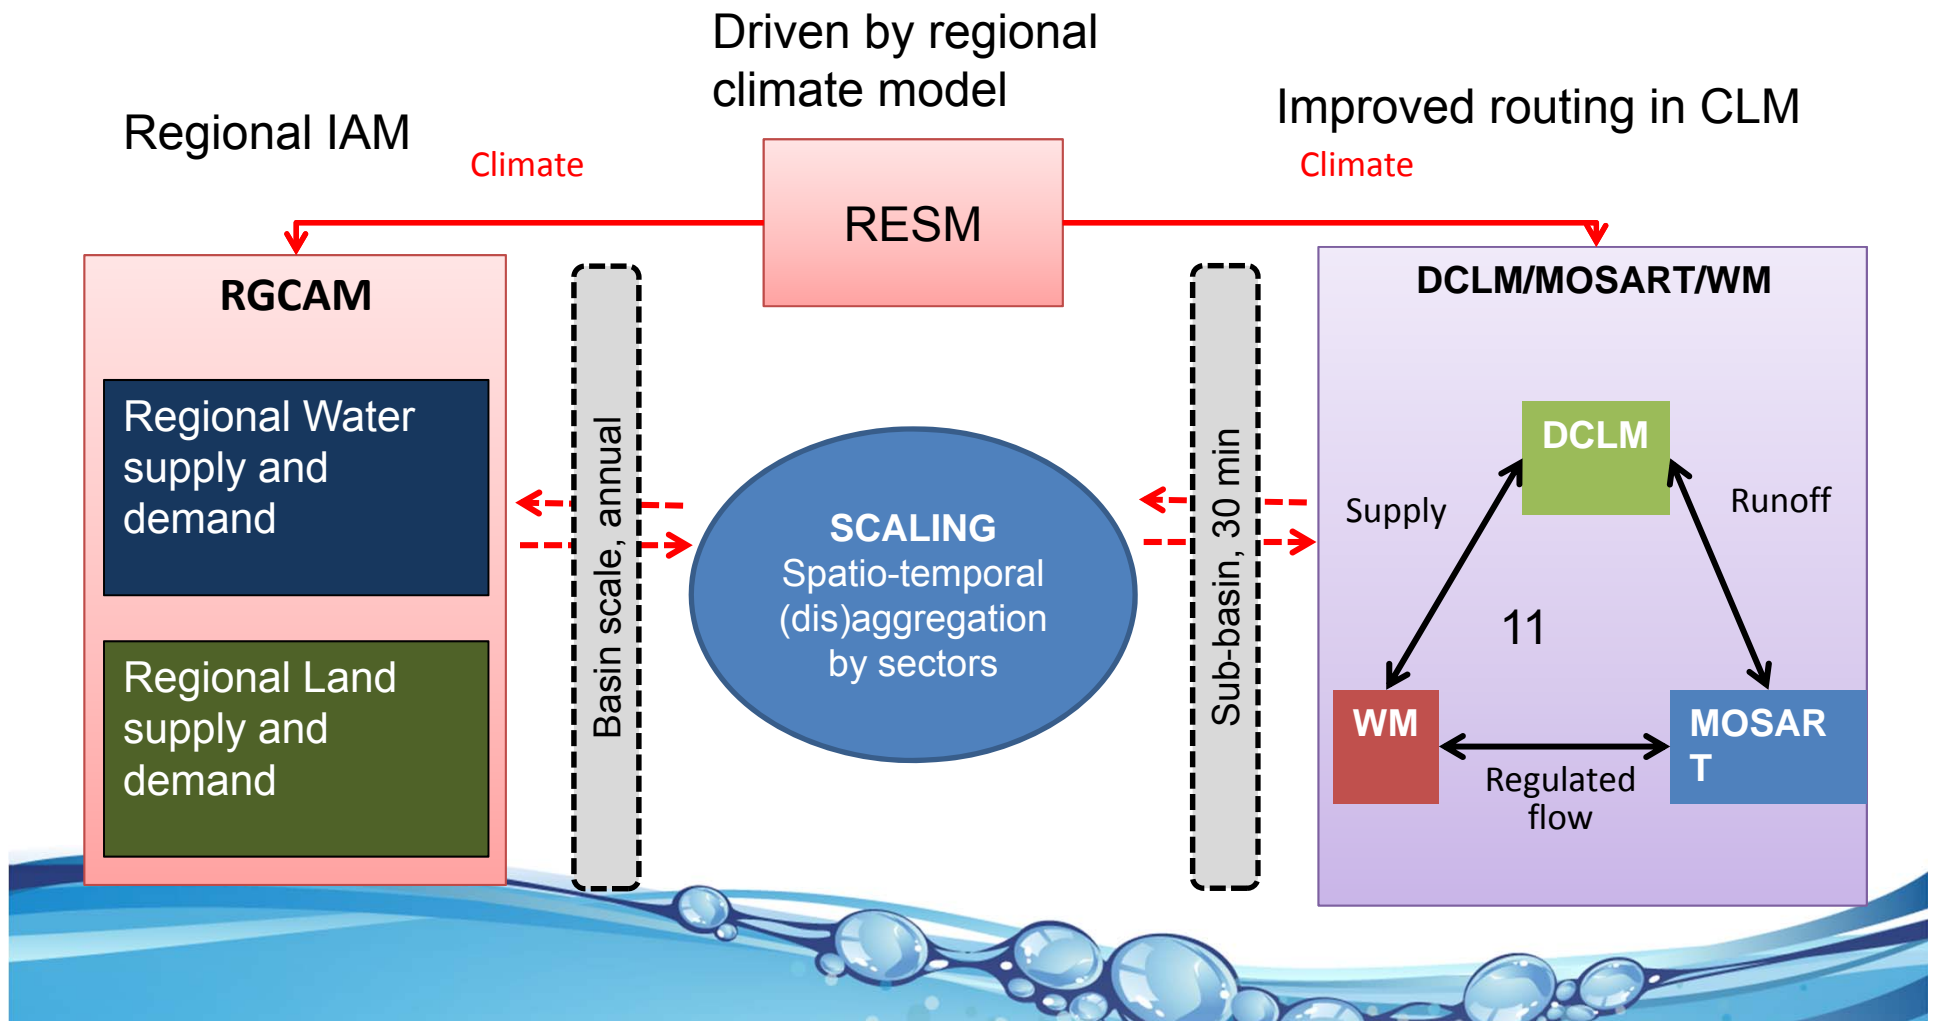 Driven by regional
climate model
Regional IAM
Improved routing in CLM
Climate
Climate
RESM
RGCAM
Regional Water
supply and
demand
Regional Land
supply and
demand
Basin scale, annual
SCALING
Spatio-temporal
(dis)aggregation
by sectors
Sub-basin, 30 min
DCLM/MOSART/WM
DCLM
Supply
Runoff
11
WM
MOSAR
T
Regulated
flow